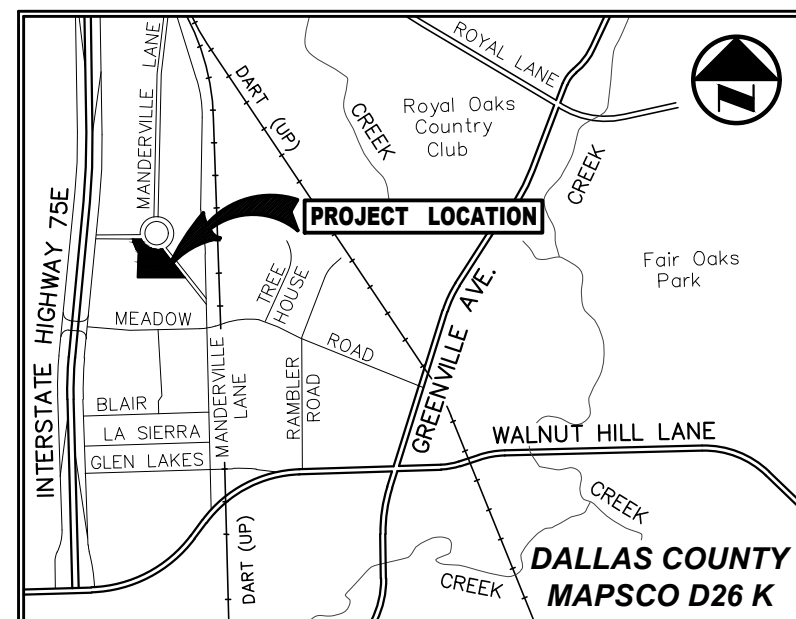 ROYAL LANE
MANDERVILLE LANE
DART (UP)
CREEK
Royal Oaks
Country
Club
N
CREEK
INTERSTATE HIGHWAY 75E
PROJECT LOCATION
Fair Oaks
Park
TREE
HOUSE
GREENVILLE AVE.
MEADOW
ROAD
MANDERVILLE
LANE
RAMBLER
ROAD
BLAIR
LA SIERRA
GLEN LAKES
WALNUT HILL LANE
CREEK
DART (UP)
CREEK
DALLAS COUNTY
MAPSCO D26 K